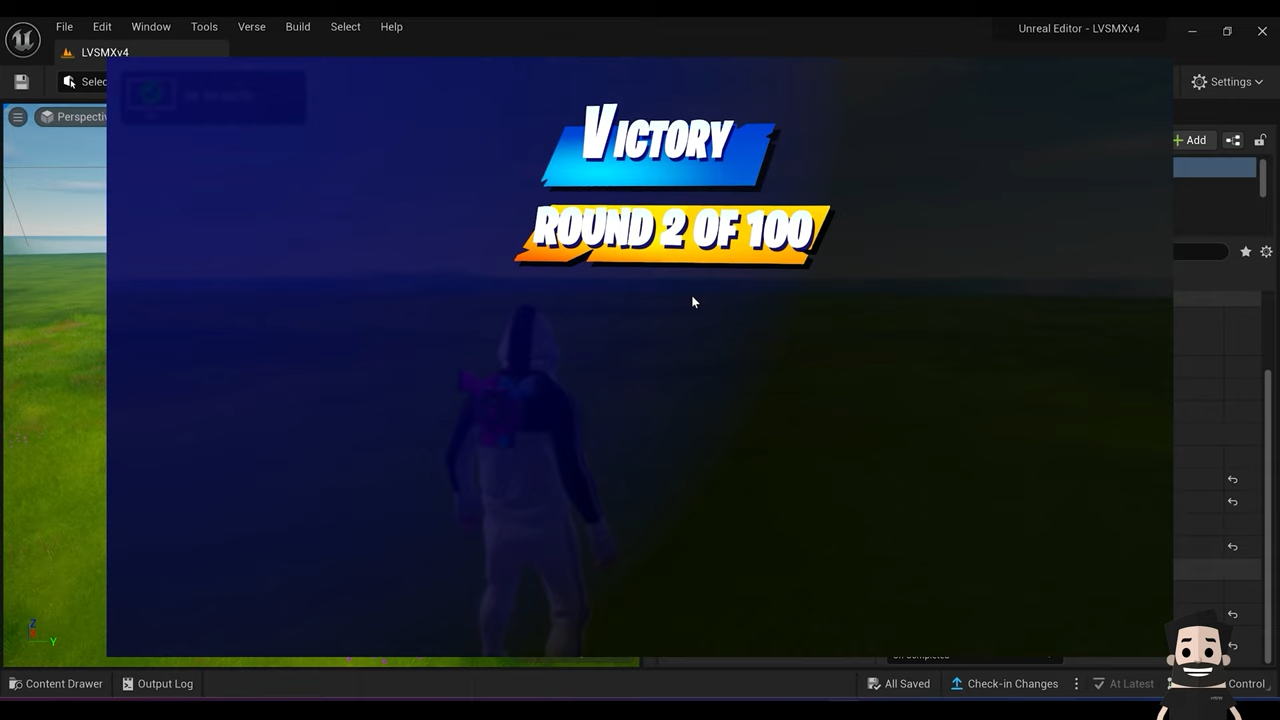 File Edit Window Tools Verse Build Select Help
Unreal Editor - LVSMXv4
LVSMXv4
Selec
Settings
Perspectiv
Add
VICTORY
ROUND 2 OF 100
Z
Y
Content Drawer
Output Log
All Saved
Check-in Changes
At Latest
Control